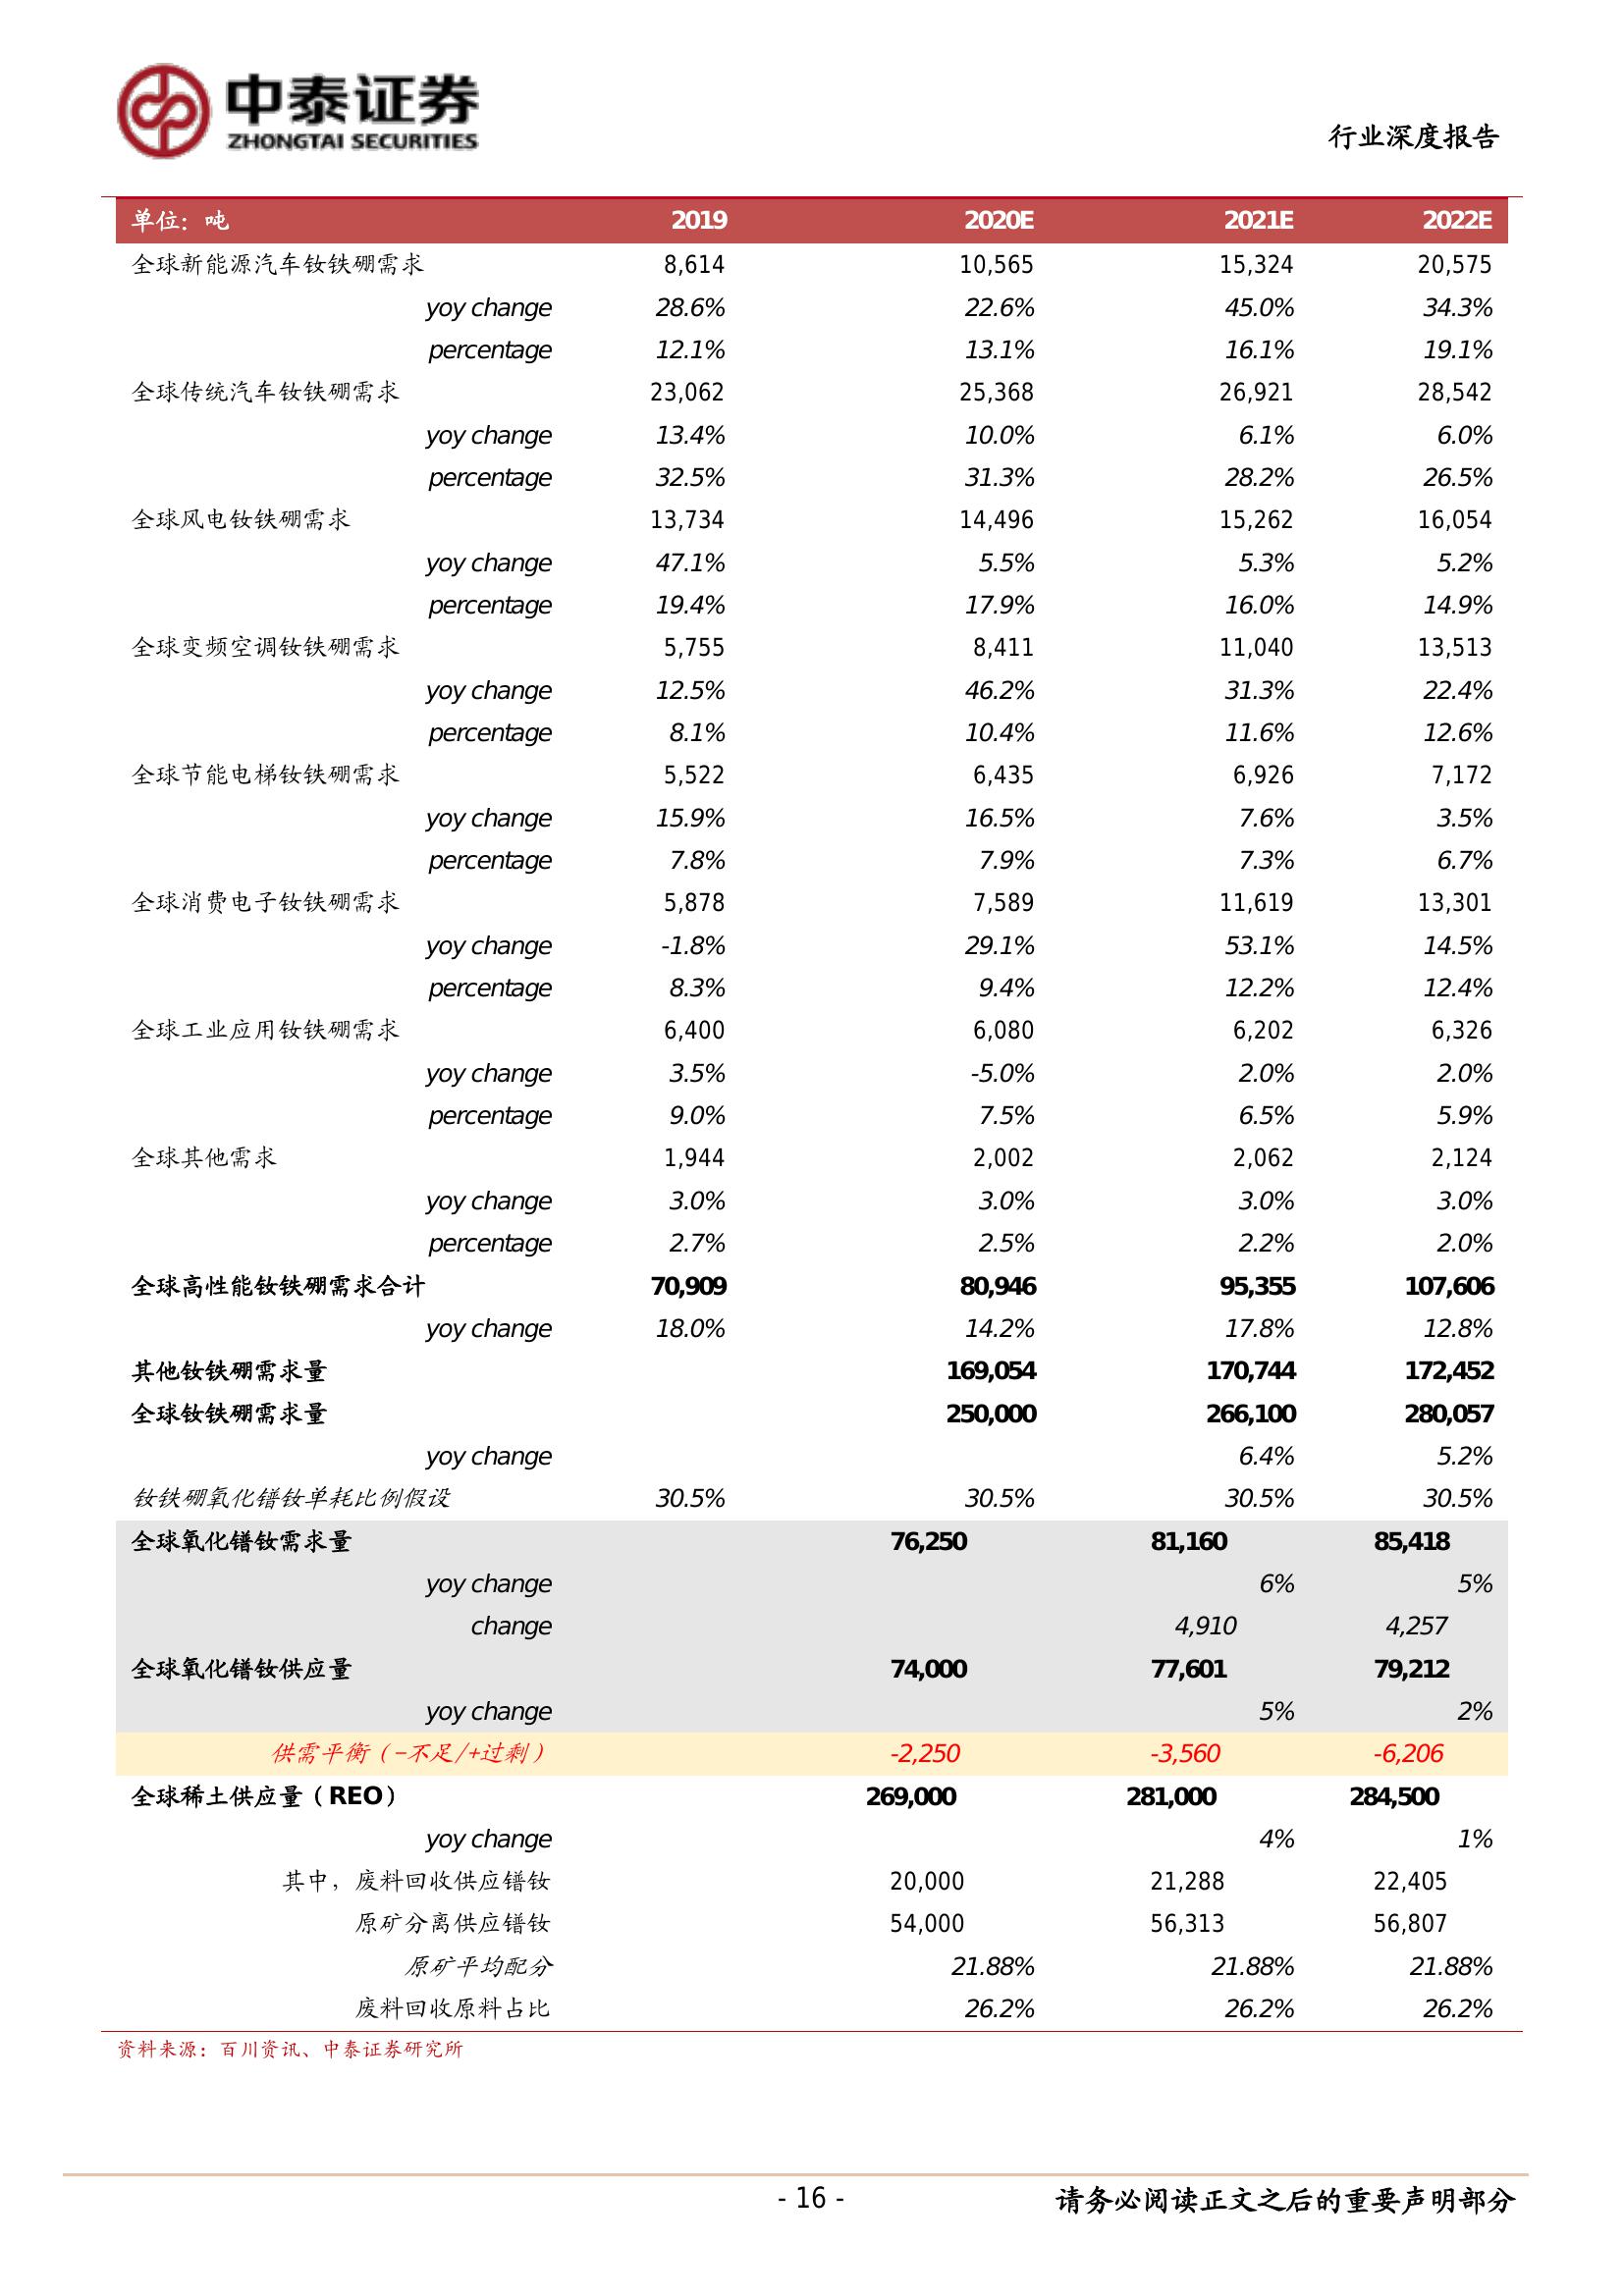 中泰证券
ZHONGTAI SECURITIES
行业深度报告
单位：吨 2019 2020E 2021E 2022E
全球新能源汽车钕铁硼需求 8,614 10,565 15,324 20,575
yoy change 28.6% 22.6% 45.0% 34.3%
percentage 12.1% 13.1% 16.1% 19.1%
全球传统汽车钕铁硼需求 23,062 25,368 26,921 28,542
yoy change 13.4% 10.0% 6.1% 6.0%
percentage 32.5% 31.3% 28.2% 26.5%
全球风电钕铁硼需求 13,734 14,496 15,262 16,054
yoy change 47.1% 5.5% 5.3% 5.2%
percentage 19.4% 17.9% 16.0% 14.9%
全球变频空调钕铁硼需求 5,755 8,411 11,040 13,513
yoy change 12.5% 46.2% 31.3% 22.4%
percentage 8.1% 10.4% 11.6% 12.6%
全球节能电梯钕铁硼需求 5,522 6,435 6,926 7,172
yoy change 15.9% 16.5% 7.6% 3.5%
percentage 7.8% 7.9% 7.3% 6.7%
全球消费电子钕铁硼需求 5,878 7,589 11,619 13,301
yoy change -1.8% 29.1% 53.1% 14.5%
percentage 8.3% 9.4% 12.2% 12.4%
全球工业应用钕铁硼需求 6,400 6,080 6,202 6,326
yoy change 3.5% -5.0% 2.0% 2.0%
percentage 9.0% 7.5% 6.5% 5.9%
全球其他需求 1,944 2,002 2,062 2,124
yoy change 3.0% 3.0% 3.0% 3.0%
percentage 2.7% 2.5% 2.2% 2.0%
全球高性能钕铁硼需求合计 70,909 80,946 95,355 107,606
yoy change 18.0% 14.2% 17.8% 12.8%
其他钕铁硼需求量 169,054 170,744 172,452
全球钕铁硼需求量 250,000 266,100 280,057
yoy change 6.4% 5.2%
钕铁硼氧化镨钕单耗比例假设 30.5% 30.5% 30.5% 30.5%
全球氧化镨钕需求量 76,250 81,160 85,418
yoy change 6% 5%
change 4,910 4,257
全球氧化镨钕供应量 74,000 77,601 79,212
yoy change 5% 2%
供需平衡（-不足/+过剩） -2,250 -3,560 -6,206
全球稀土供应量（REO） 269,000 281,000 284,500
yoy change 4% 1%
其中，废料回收供应镨钕 20,000 21,288 22,405
原矿分离供应镨钕 54,000 56,313 56,807
原矿平均配分 21.88% 21.88% 21.88%
废料回收原料占比 26.2% 26.2% 26.2%
资料来源：百川资讯、中泰证券研究所
- 16 -
请务必阅读正文之后的重要声明部分